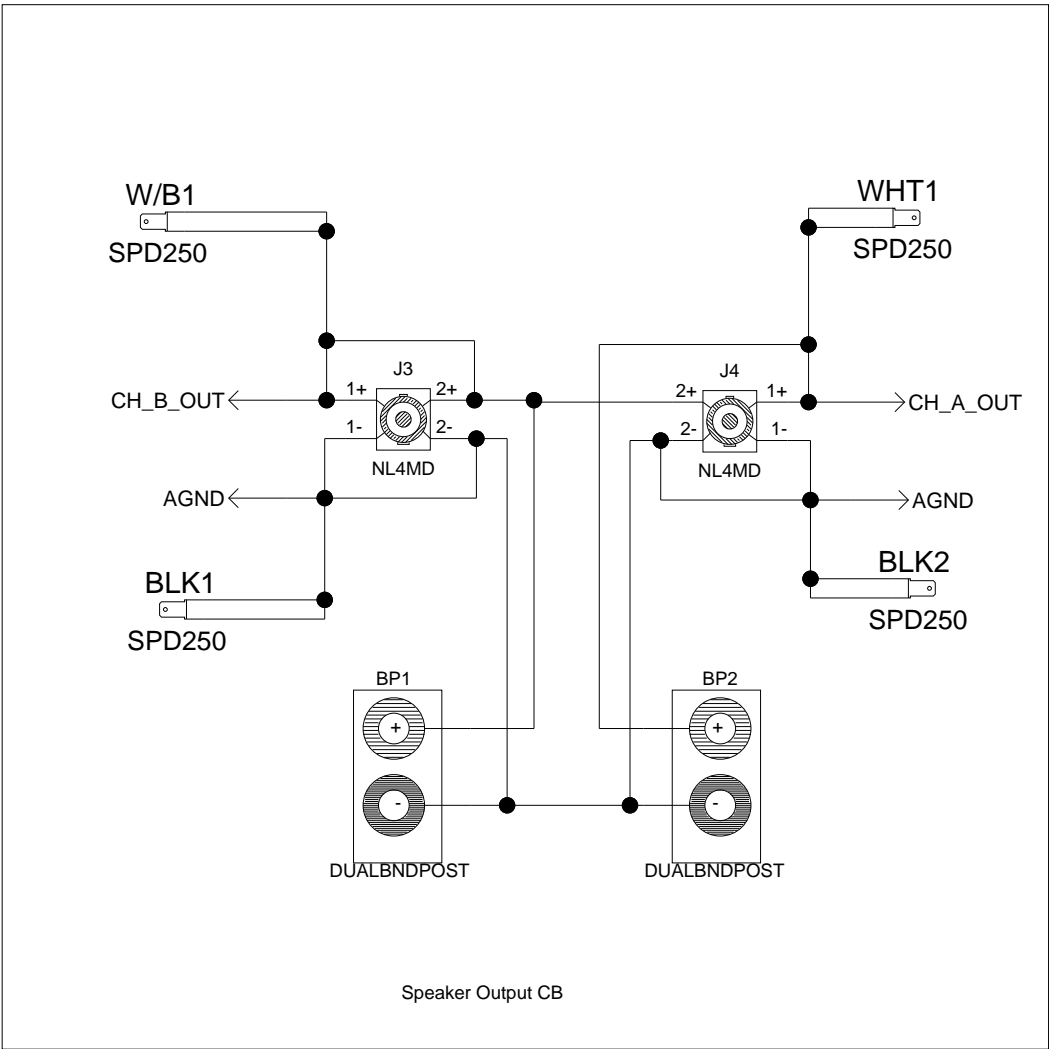 W/B1
WHT1
SPD250
SPD250
J3
J4
CH_B_OUT
1+
2+
2+
1+
CH_A_OUT
1-
2-
2-
1-
NL4MD
NL4MD
AGND
AGND
BLK1
BLK2
SPD250
SPD250
BP1
BP2
+
+
-
-
DUALBNDPOST
DUALBNDPOST
Speaker Output CB